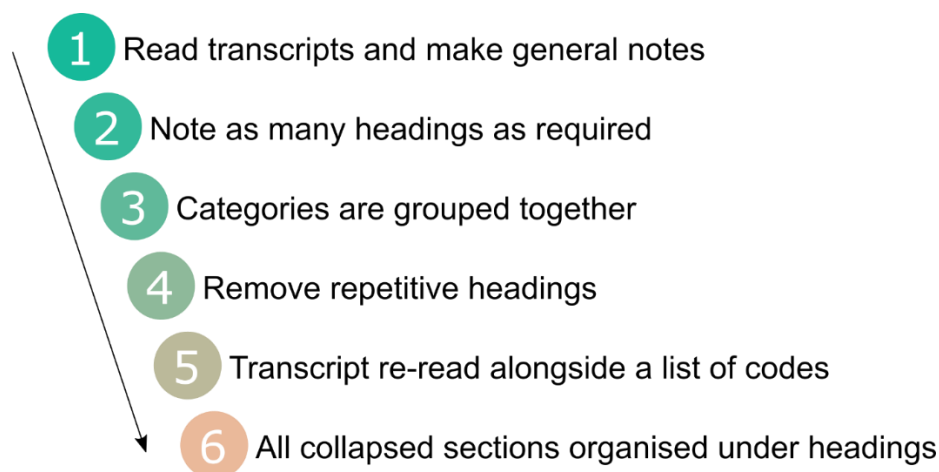 1 Read transcripts and make general notes
2 Note as many headings as required
3 Categories are grouped together
4 Remove repetitive headings
5 Transcript re-read alongside a list of codes
6 All collapsed sections organised under headings